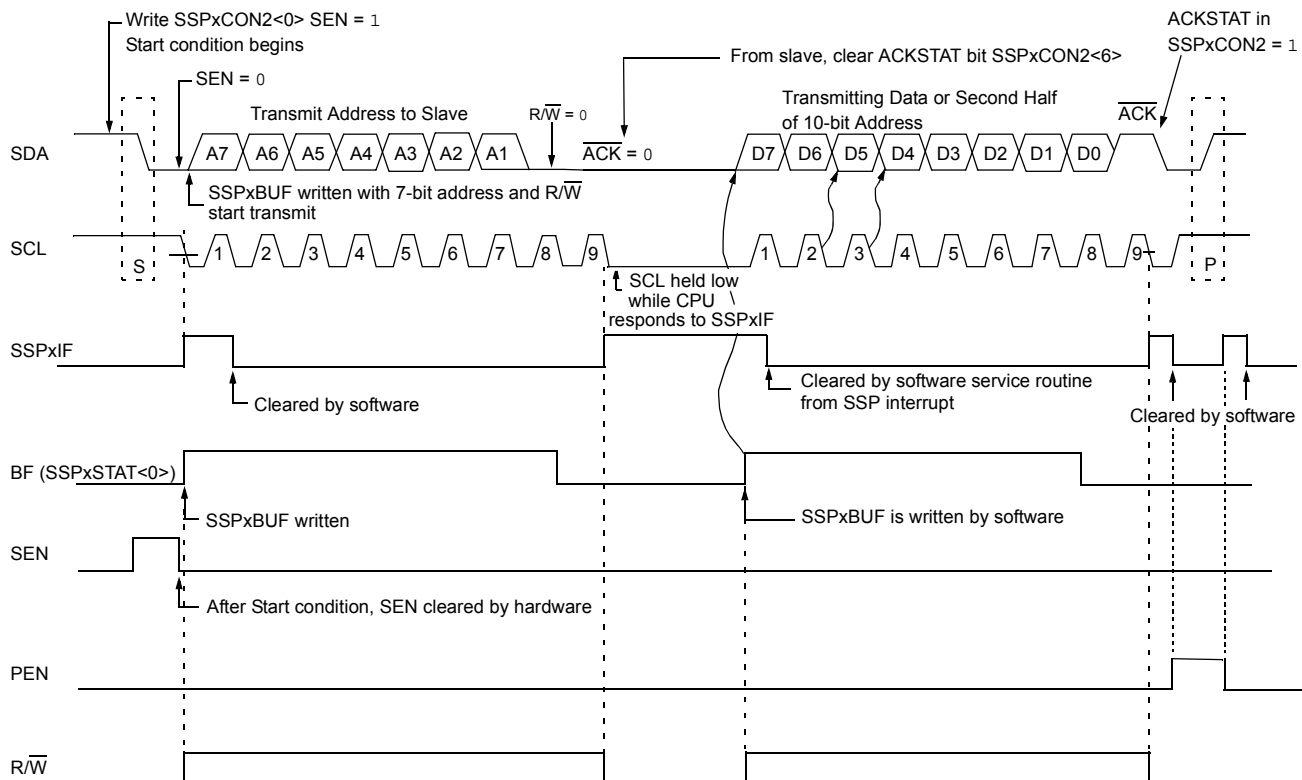 Write SSPxCON2<0> SEN = 1
Start condition begins
ACKSTAT in
SSPxCON2 = 1
From slave, clear ACKSTAT bit SSPxCON2<6>
SEN = 0
Transmit Address to Slave
R/W = 0
Transmitting Data or Second Half
of 10-bit Address
ACK
SDA
A7 A6 A5 A4 A3 A2 A1
ACK = 0
D7 D6 D5 D4 D3 D2 D1 D0
SSPxBUF written with 7-bit address and R/W
start transmit
SCL
S
1 2 3 4 5 6 7 8 9
1 2 3 4 5 6 7 8 9
P
SCL held low
while CPU
responds to SSPxIF
SSPxIF
Cleared by software
Cleared by software service routine
from SSP interrupt
Cleared by software
BF (SSPxSTAT<0>)
SSPxBUF written
SSPxBUF is written by software
SEN
After Start condition, SEN cleared by hardware
PEN
R/W